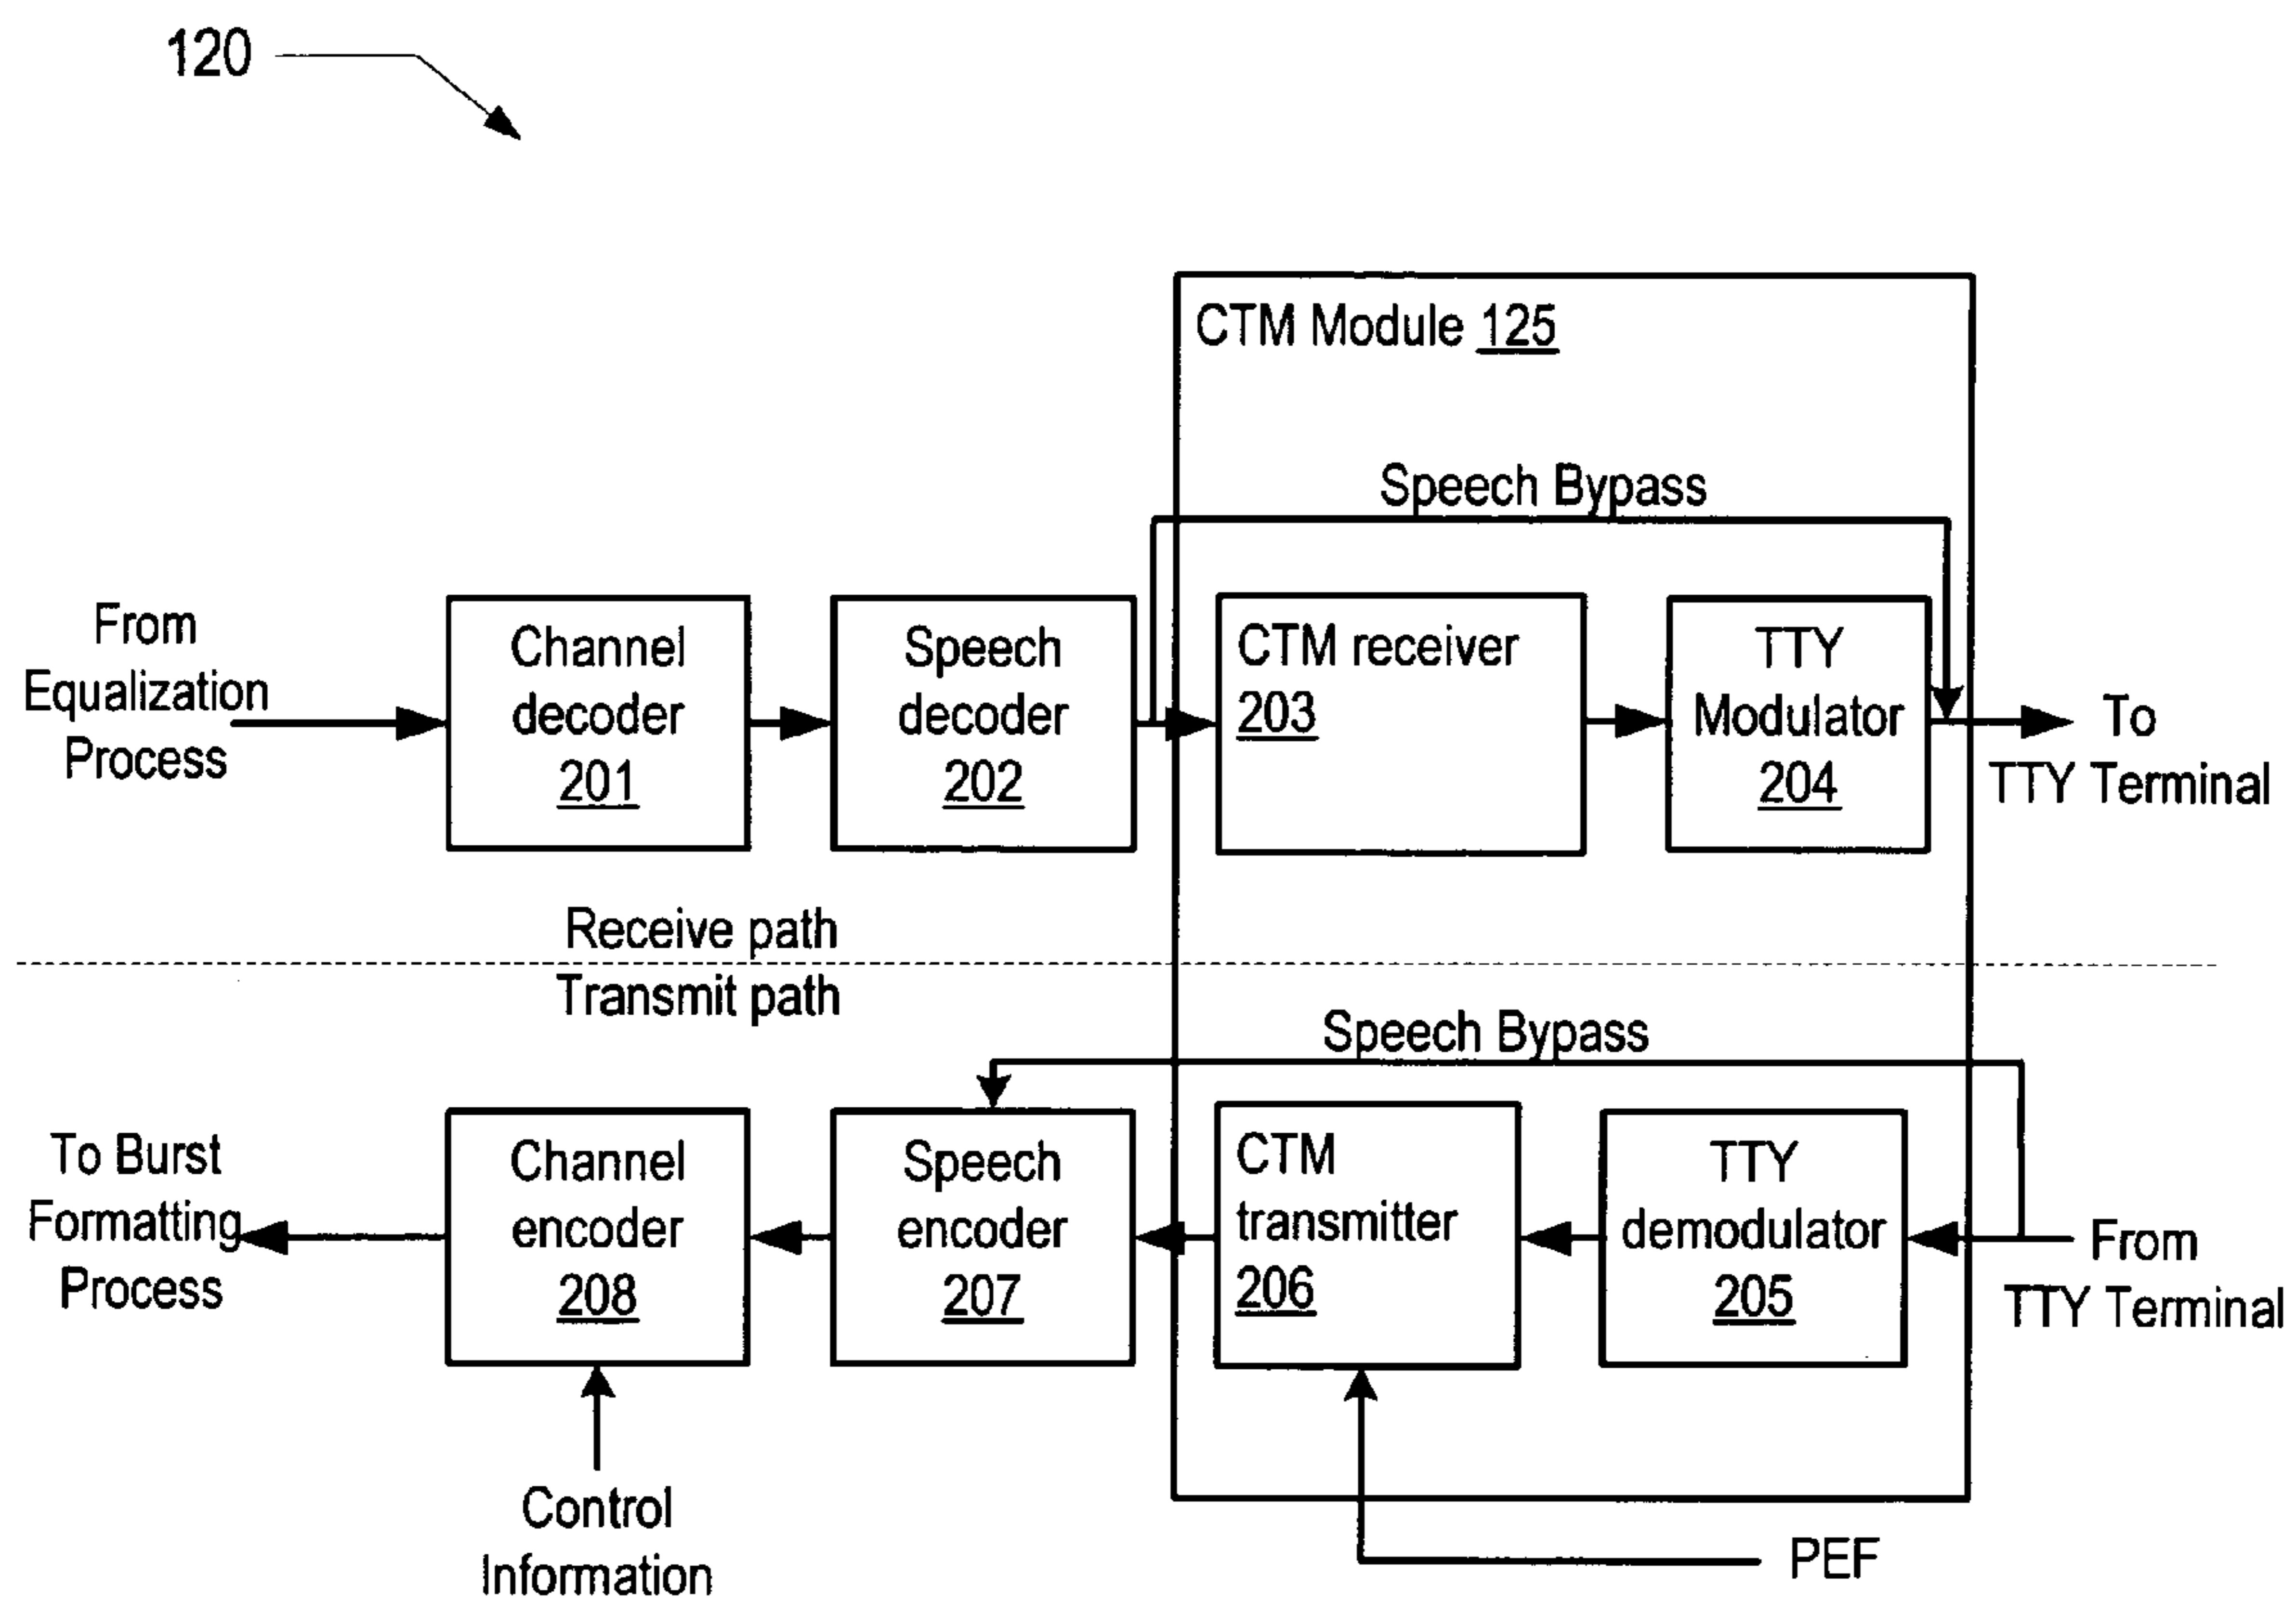 120
CTM Module 125
Speech Bypass
From
Equalization
Process
Channel
decoder
201
Speech
decoder
202
CTM receiver
203
TTY
Modulator
204
To
TTY Terminal
Receive path
Transmit path
Speech Bypass
To Burst
Formatting
Process
Channel
encoder
208
Speech
encoder
207
CTM
transmitter
206
TTY
demodulator
205
From
TTY Terminal
Control
Information
PEF